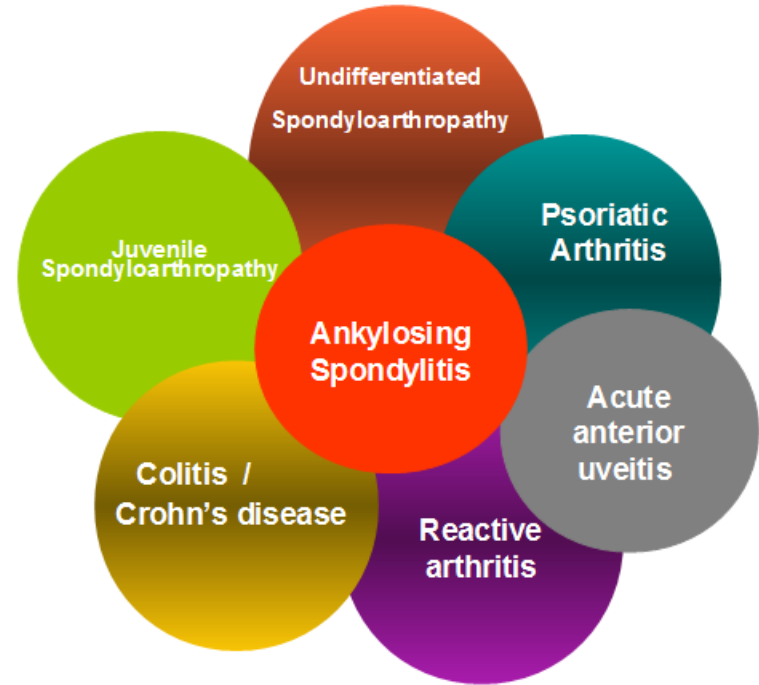 Undifferentiated
Spondyloarthropathy
Psoriatic
Arthritis
Juvenile
Spondyloarthropathy
Ankylosing
Spondylitis
Acute
anterior
uveitis
Colitis /
Crohn's disease
Reactive
arthritis